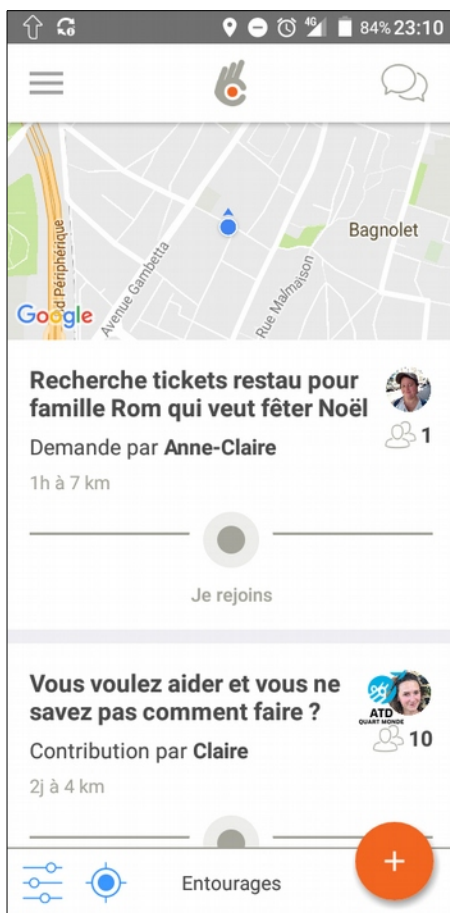 4G 84% 23:10
d Périphérique
Avenue Gambetta
Rue Malmaison
Bagnolet
Google
Recherche tickets restau pour
famille Rom qui veut fêter Noël
1
Demande par Anne-Claire
1h à 7 km
Je rejoins
Vous voulez aider et vous ne
savez pas comment faire ?
ATD
QUART MONDE
10
Contribution par Claire
2j à 4 km
Entourages
+